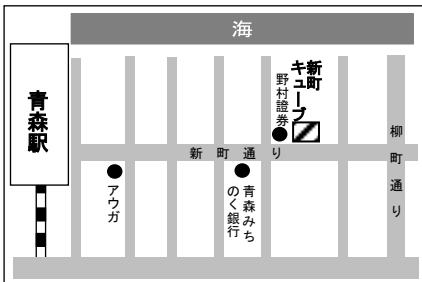 海
青森駅
新町
キューブ
野村證券
新町通り
柳町通り
アウガ
青森みち
のく銀行